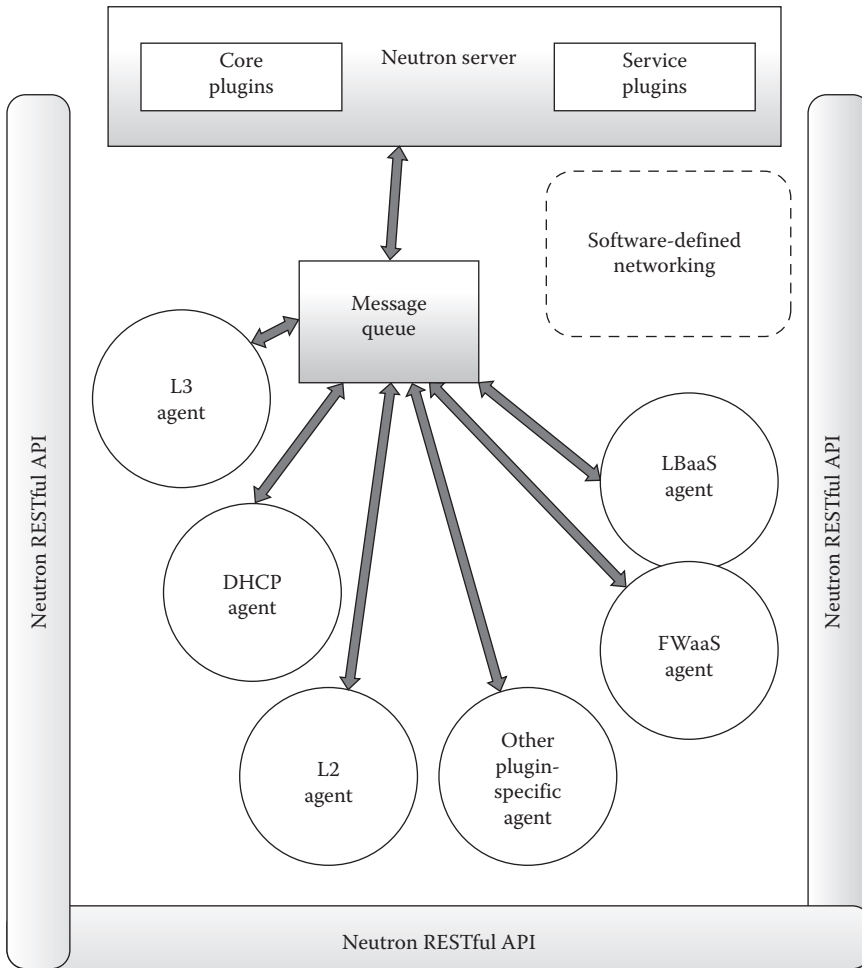 Core
plugins
Neutron server
Service
plugins
Software-defined
networking
Message
queue
L3
agent
LBaaS
agent
DHCP
agent
FWaaS
agent
L2
agent
Other
plugin-
specific
agent
Neutron RESTful API
Neutron RESTful API
Neutron RESTful API